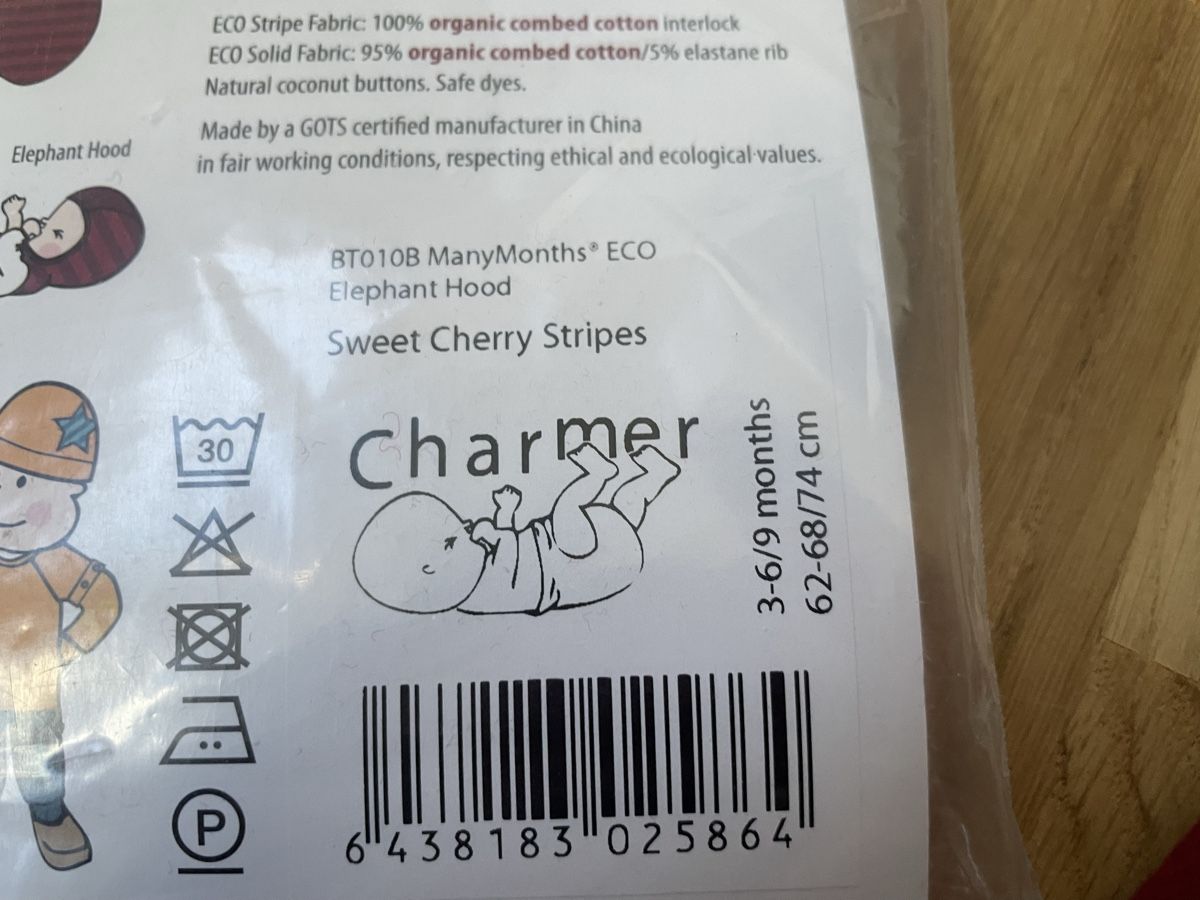 ECO Stripe Fabric: 100% organic combed cotton interlock
ECO Solid Fabric: 95% organic combed cotton/5% elastane rib
Natural coconut buttons. Safe dyes.
Made by a GOTS certified manufacturer in China
in fair working conditions, respecting ethical and ecological values.
Elephant Hood
BT010B ManyMonths® ECO
Elephant Hood
Sweet Cherry Stripes
Charmer
3-6/9 months
62-68/74 cm
30
P
6 438183 025864